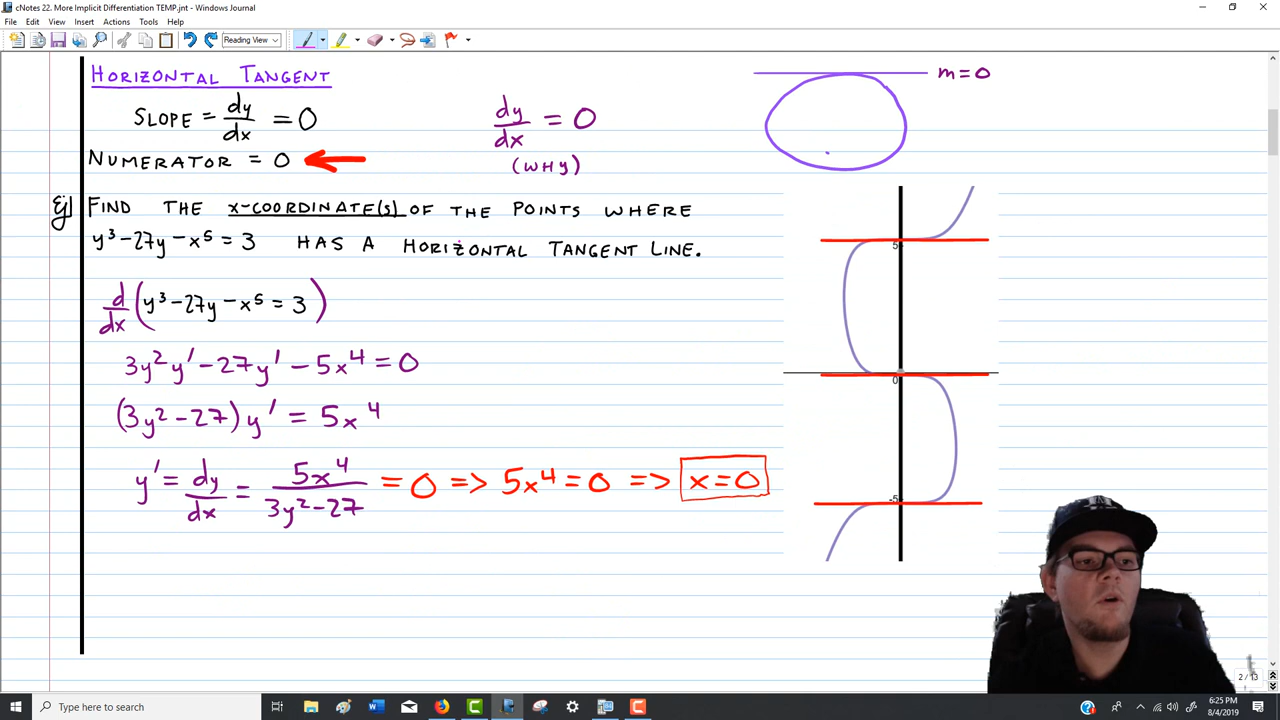 cNotes 22. More Implicit Differentiation TEMP.jnt - Windows Journal
File Edit View Insert Actions Tools Help
Reading View
HORIZONTAL TANGENT
m=0
SLOPE = dy/dx = 0
dy/dx = 0
NUMERATOR = 0
(WHY)
Ej) FIND THE X-COORDINATE(S) OF THE POINTS WHERE
y³-27y-x⁵=3 HAS A HORIZONTAL TANGENT LINE.
d/dx (y³-27y-x⁵=3)
3y²y'-27y'-5x⁴=0
(3y²-27)y'=5x⁴
y'=dy/dx=5x⁴/3y²-27=0 => 5x⁴=0 => x=0
5
0
-5
2 / 13
Type here to search
6:25 PM
8/4/2019